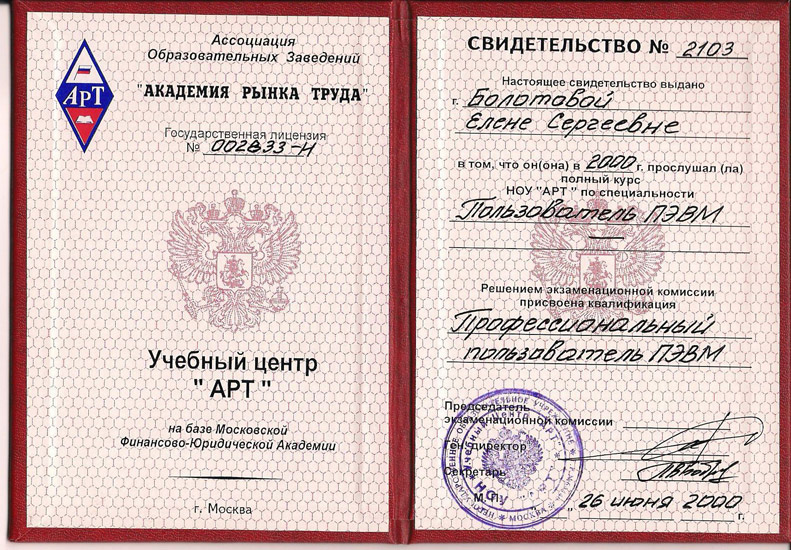 Ассоциация
Образовательных Заведений
"АКАДЕМИЯ РЫНКА ТРУДА"
АРТ
Государственная лицензия
№ 002833-Н
Учебный центр
" АРТ "
на базе Московской
Финансово-Юридической Академии
г. Москва
СВИДЕТЕЛЬСТВО № 2103
Настоящее свидетельство выдано
г. Болотовой
Елене Сергеевне
в том, что он(она) в 2000 г. прослушал (ла)
полный курс
НОУ "АРТ " по специальности
Пользователь ПЭВМ
Решением экзаменационной комиссии
присвоена квалификация
Профессиональный
пользователь ПЭВМ
Председатель
экзаменационной комиссии
Ген. директор
Секретарь
М. П. " 26 июня 2000 г.